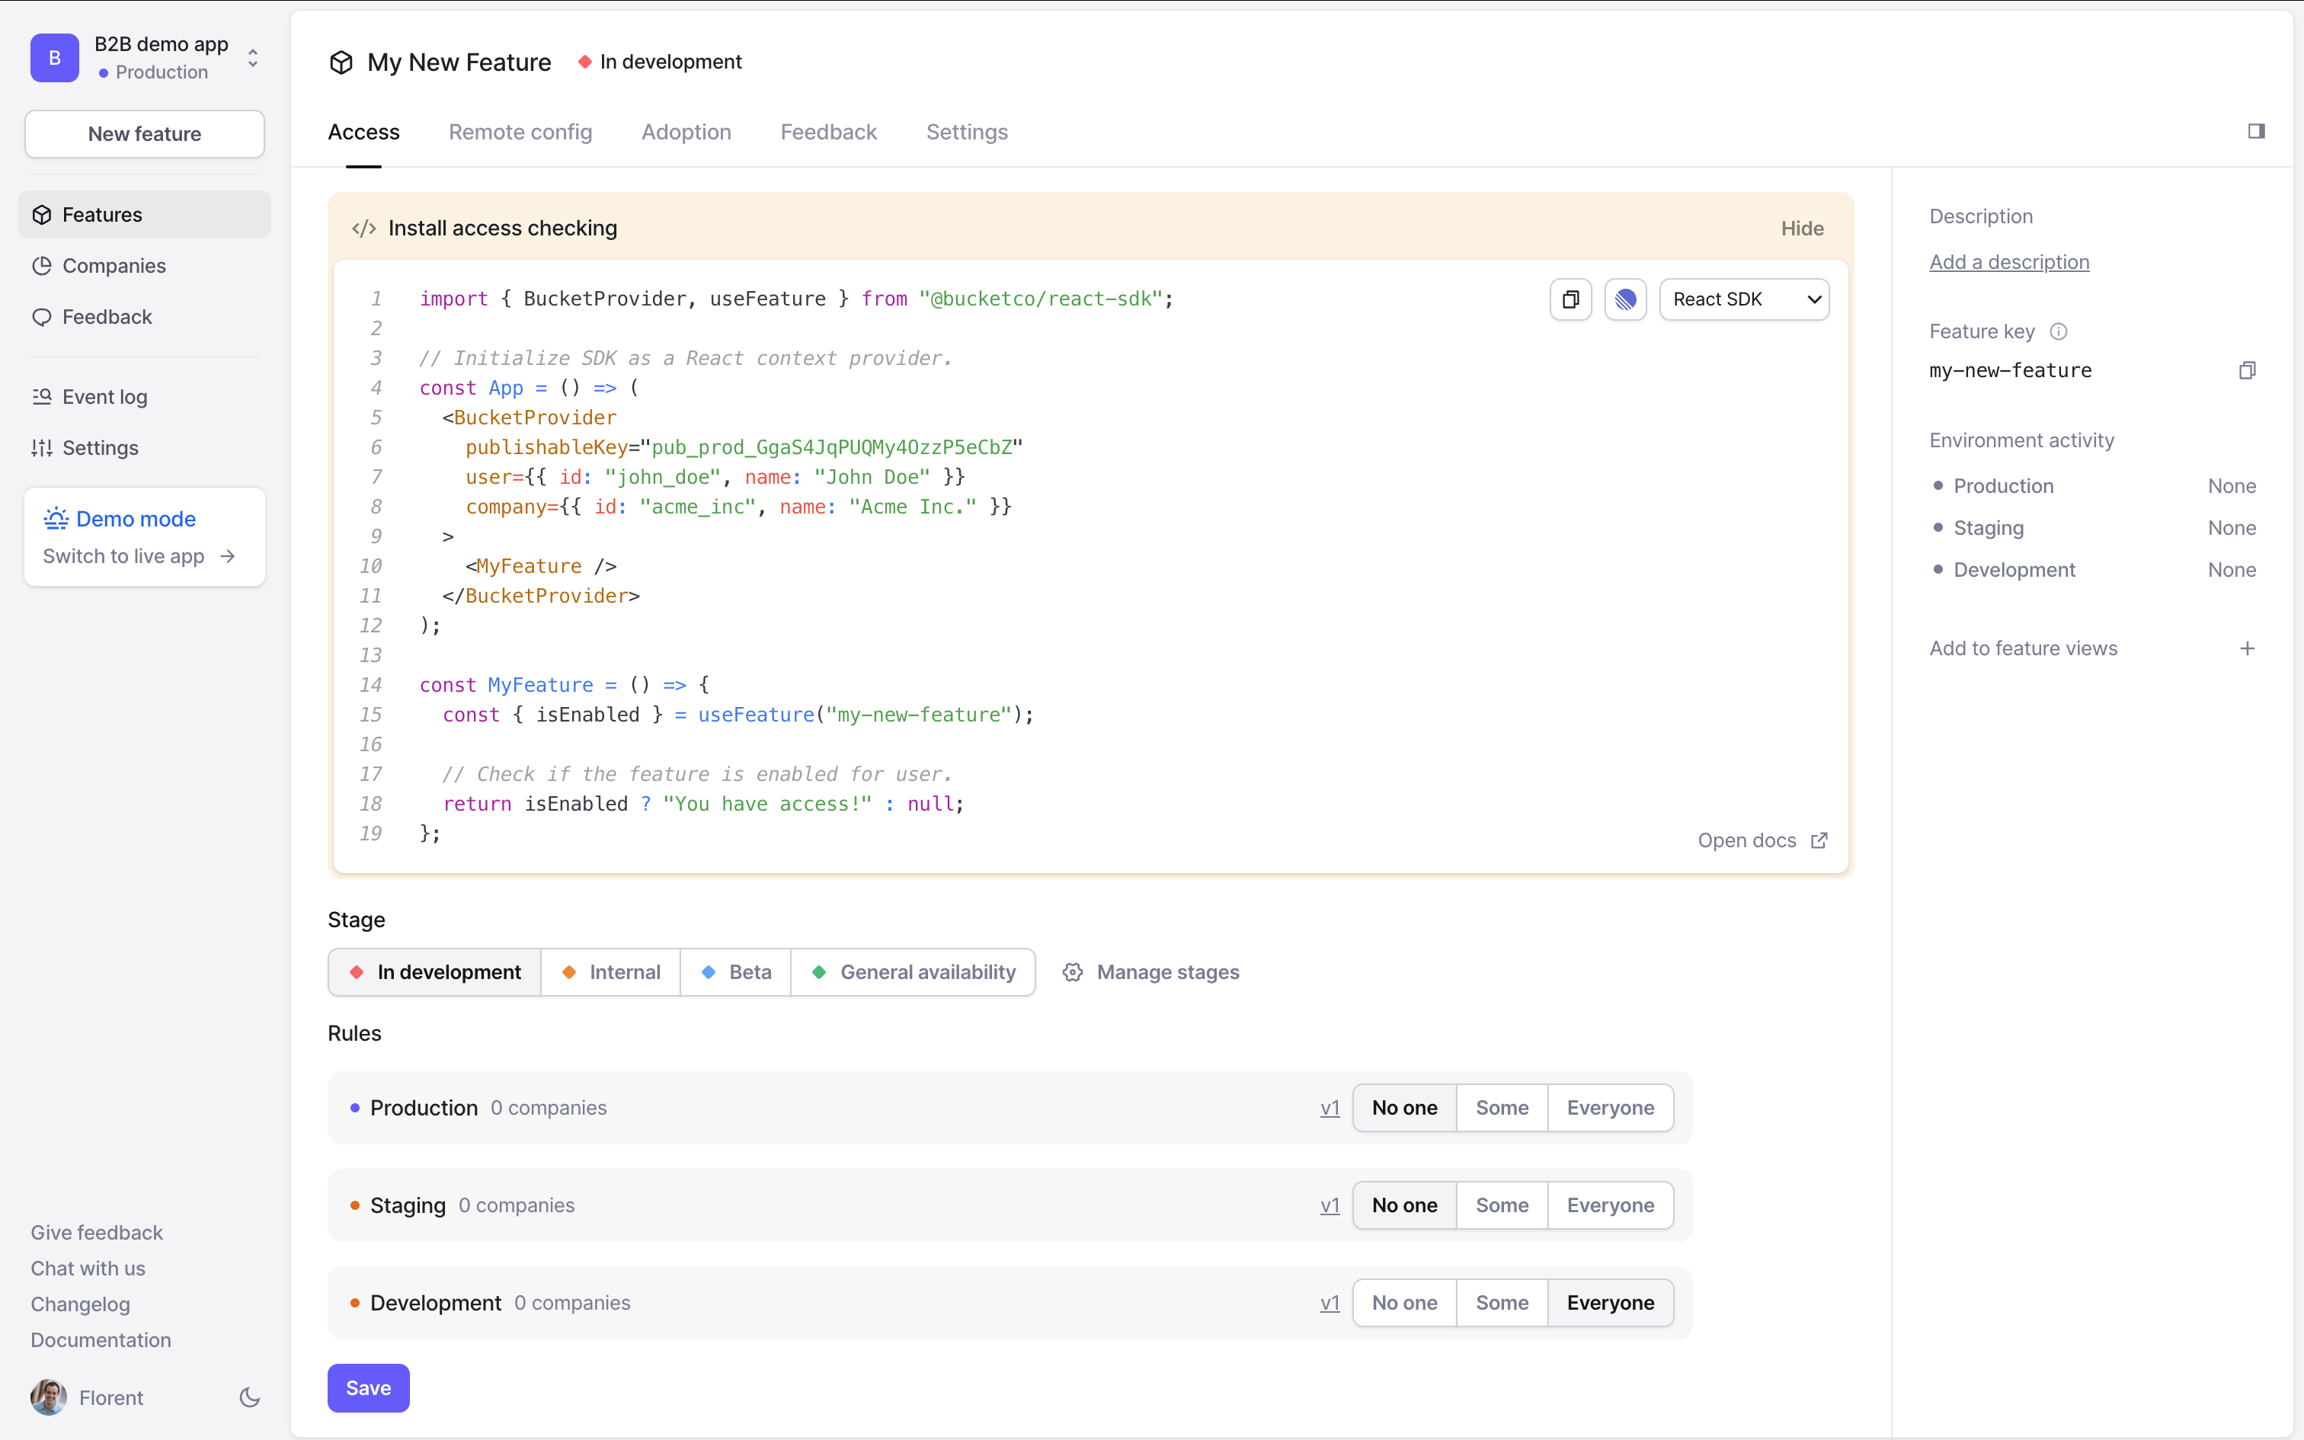 B
B2B demo app
Production
New feature
Features
Companies
Feedback
Event log
Settings
Demo mode
Switch to live app
Give feedback
Chat with us
Changelog
Documentation
Florent
My New Feature
In development
Access
Remote config
Adoption
Feedback
Settings
</> Install access checking
Hide
React SDK
1 import { BucketProvider, useFeature } from "@bucketco/react-sdk";
2
3 // Initialize SDK as a React context provider.
4 const App = () => (
5 <BucketProvider
6 publishableKey="pub_prod_GgaS4JqPUQMy4OzzP5eCbZ"
7 user={{ id: "john_doe", name: "John Doe" }}
8 company={{ id: "acme_inc", name: "Acme Inc." }}
9 >
10 <MyFeature />
11 </BucketProvider>
12 );
13
14 const MyFeature = () => {
15 const { isEnabled } = useFeature("my-new-feature");
16
17 // Check if the feature is enabled for user.
18 return isEnabled ? "You have access!" : null;
19 };
Open docs
Stage
In development
Internal
Beta
General availability
Manage stages
Rules
Production 0 companies v1 No one Some Everyone
Staging 0 companies v1 No one Some Everyone
Development 0 companies v1 No one Some Everyone
Save
Description
Add a description
Feature key
my-new-feature
Environment activity
Production None
Staging None
Development None
Add to feature views +